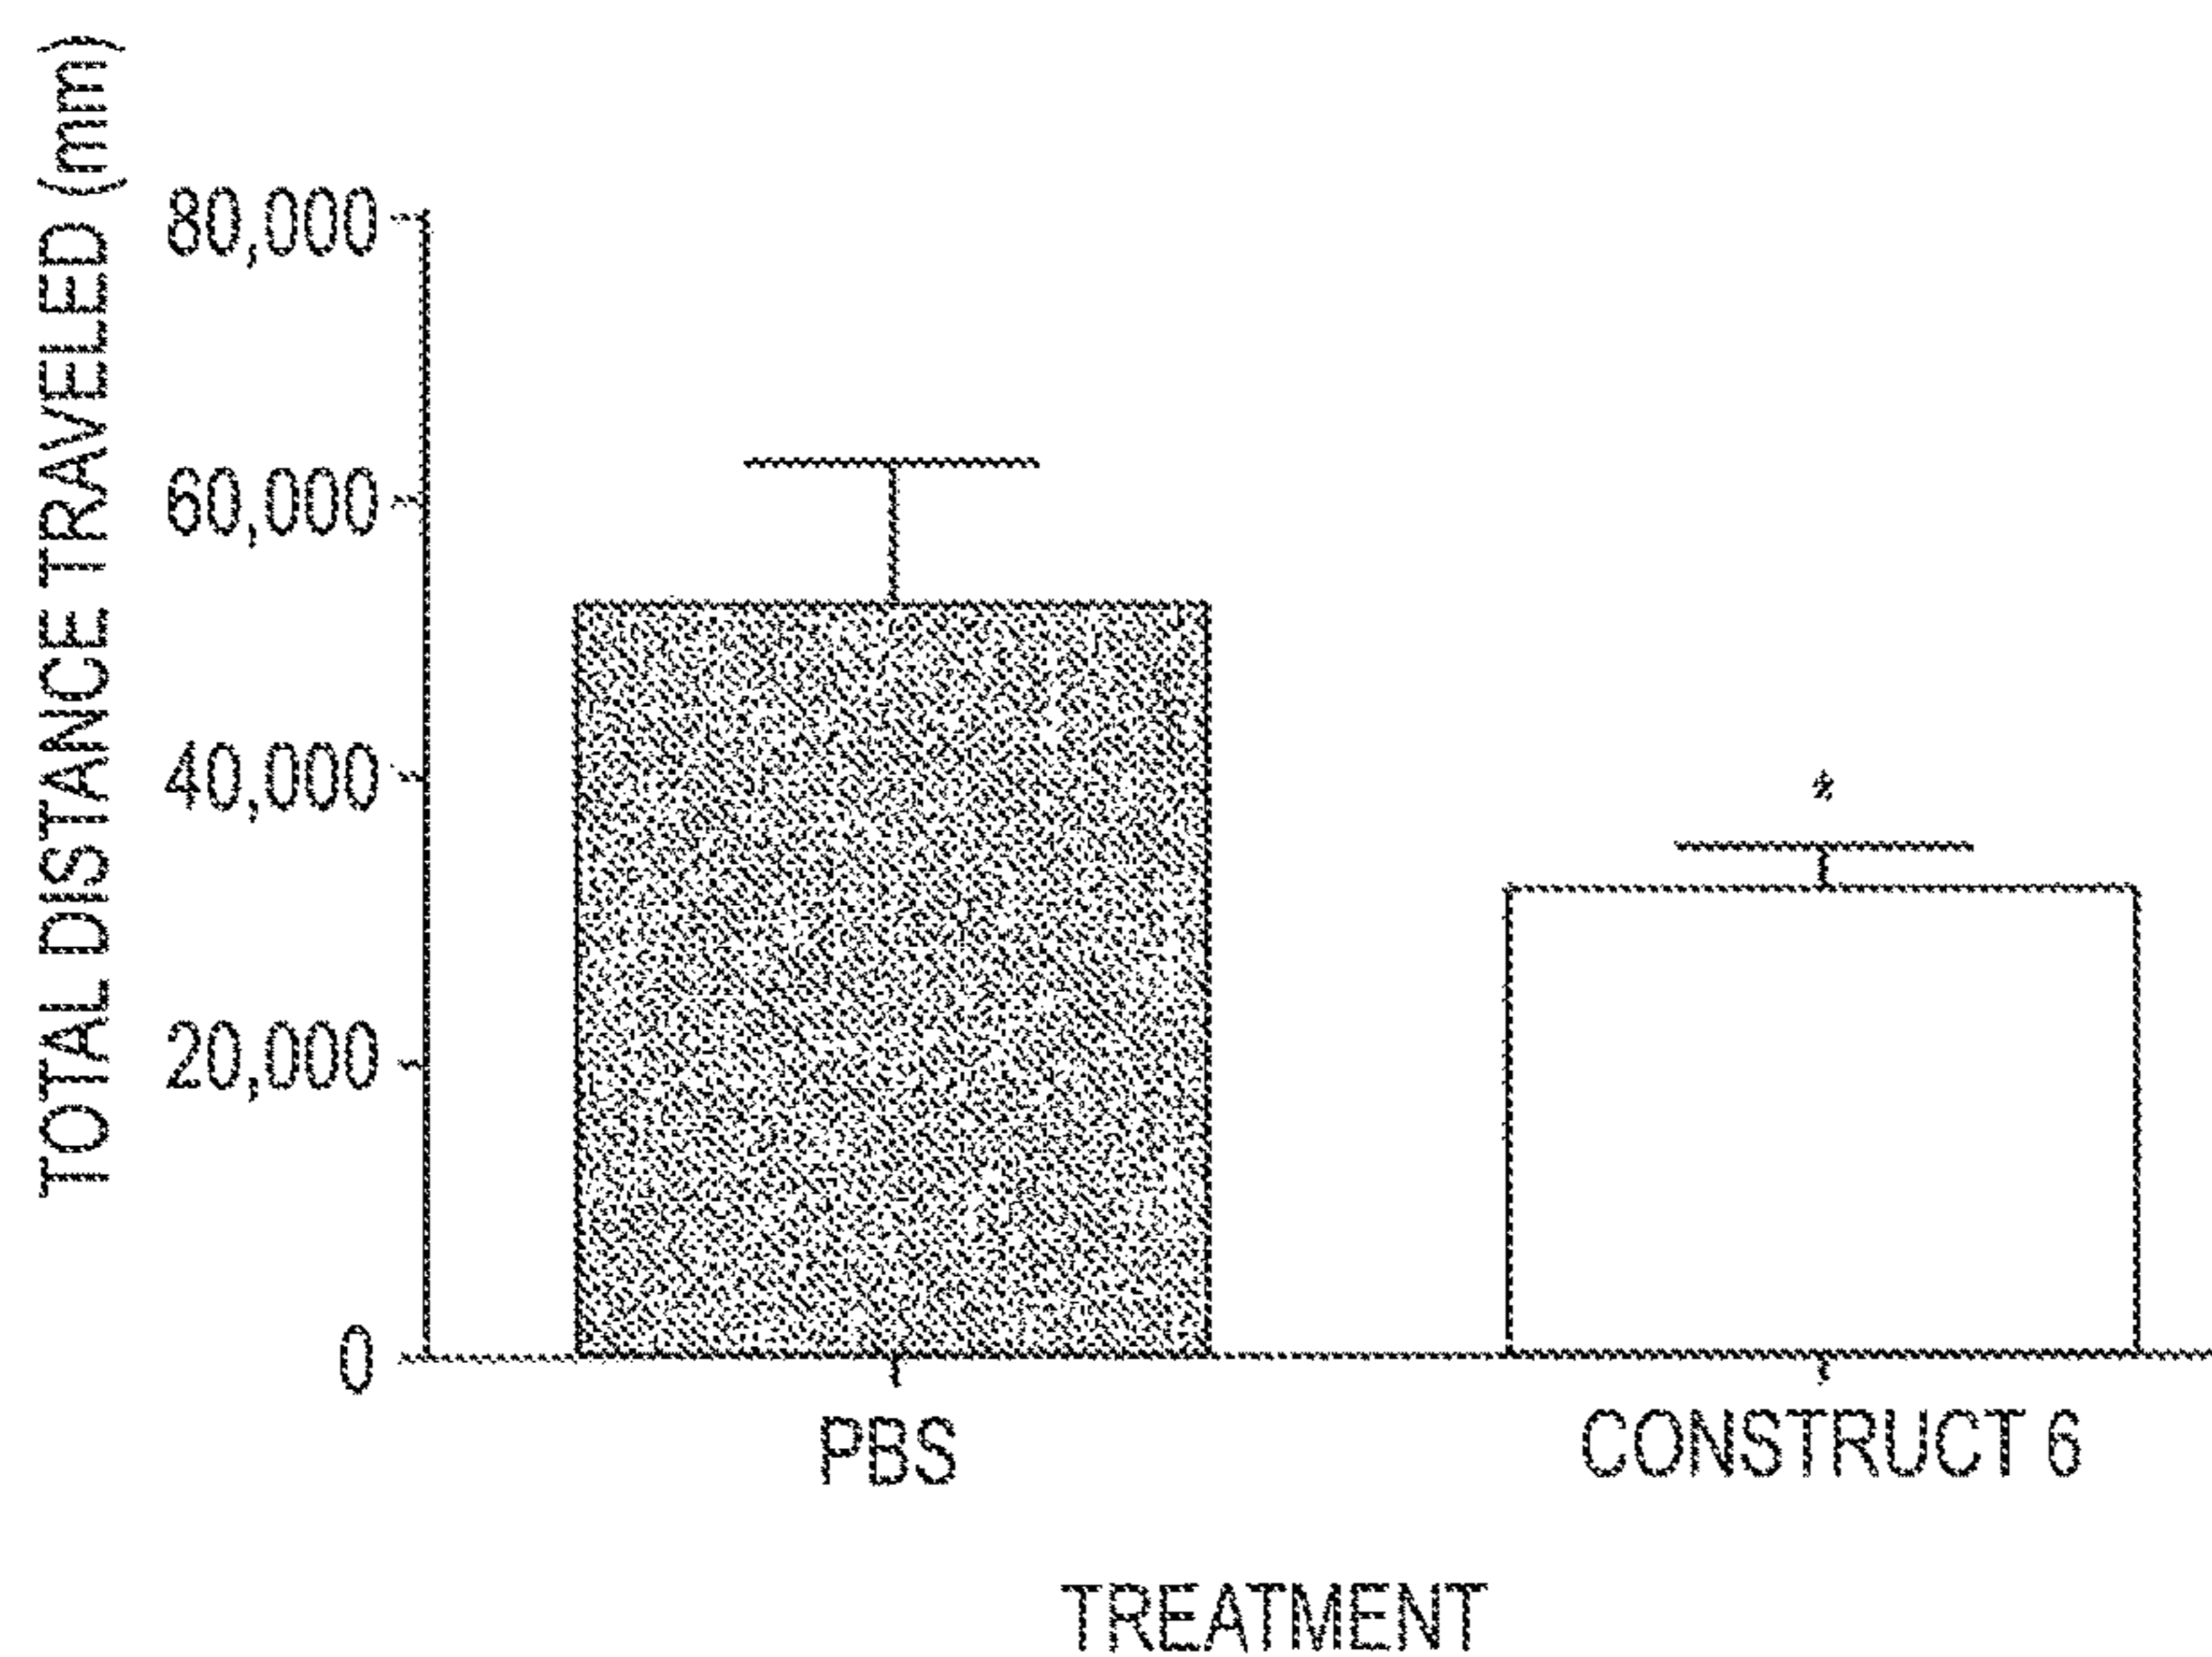 TOTAL DISTANCE TRAVELED (mm)
80,000
60,000
40,000
20,000
0
*
PBS
CONSTRUCT 6
TREATMENT